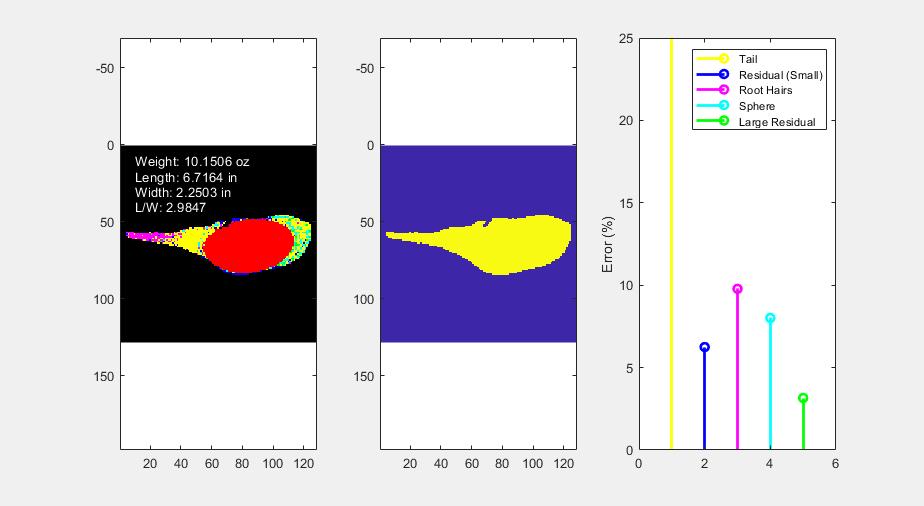 Weight: 10.1506 oz
Length: 6.7164 in
Width: 2.2503 in
L/W: 2.9847
-50
0
50
100
150
20 40 60 80 100 120
-50
0
50
100
150
20 40 60 80 100 120
Error (%)
25
20
15
10
5
0
0 2 4 6
Tail
Residual (Small)
Root Hairs
Sphere
Large Residual